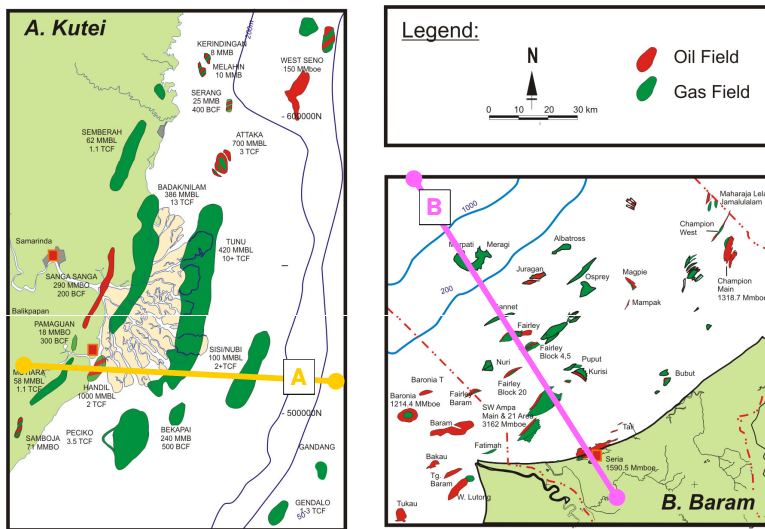 A. Kutei
200m
KERINDINGAN
8 MMB
MELAHIN
10 MMB
WEST SENO
150 MMboe
SERANG
25 MMB
400 BCF
- 600000N
SEMBERAH
62 MMBL
1.1 TCF
ATTAKA
700 MMBL
3 TCF
BADAK/NILAM
386 MMBL
13 TCF
Samarinda
TUNU
420 MMBL
10+ TCF
SANGA SANGA
290 MMBO
200 BCF
Balikpapan
PAMAGUAN
18 MMBO
300 BCF
SISI/NUBI
100 MMBL
2+TCF
A
58 MMBL
1.1 TCF
HANDIL
1000 MMBL
2 TCF
- 500000N
SAMBOJA
71 MMBO
PECIKO
3.5 TCF
BEKAPAI
240 MMB
500 BCF
GANDANG
GENDALO
1-3 TCF
Legend:
N
Oil Field
Gas Field
0 10 20 30 km
B
1000
200
Maharaja Lela
Jamalulalam
Champion
West
Meragi
Albatross
Juragan
Osprey
Magpie
Mampak
Champion
Main
1318.7 Mmboe
Fairley
Fairley
Block 4,5
Nuri
Puput
Kurisi
Bubut
Baronia T
Fairley
Block 20
Baronia
1214.4 MMboe
Fairley
Baram
SW Ampa
Main & 21 Area
3162 Mmboe
Baram
Fatimah
Tali
Seria
1590.5 Mmboe
Bakau
Tg.
Baram
W. Lutong
Tukau
B. Baram